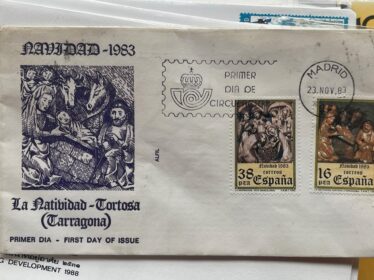 NAVIDAD-1983
PRIMER
DIA DE
CIRCU
MADRID
23.NOV.83
ALFIL
Navidad 1983
38 correos
PTA España
Navidad 1983
16 correos
PTA España
La Natividad-Tortosa
(Tarragona)
PRIMER DIA - FIRST DAY OF ISSUE
DEVELOPMENT 1988